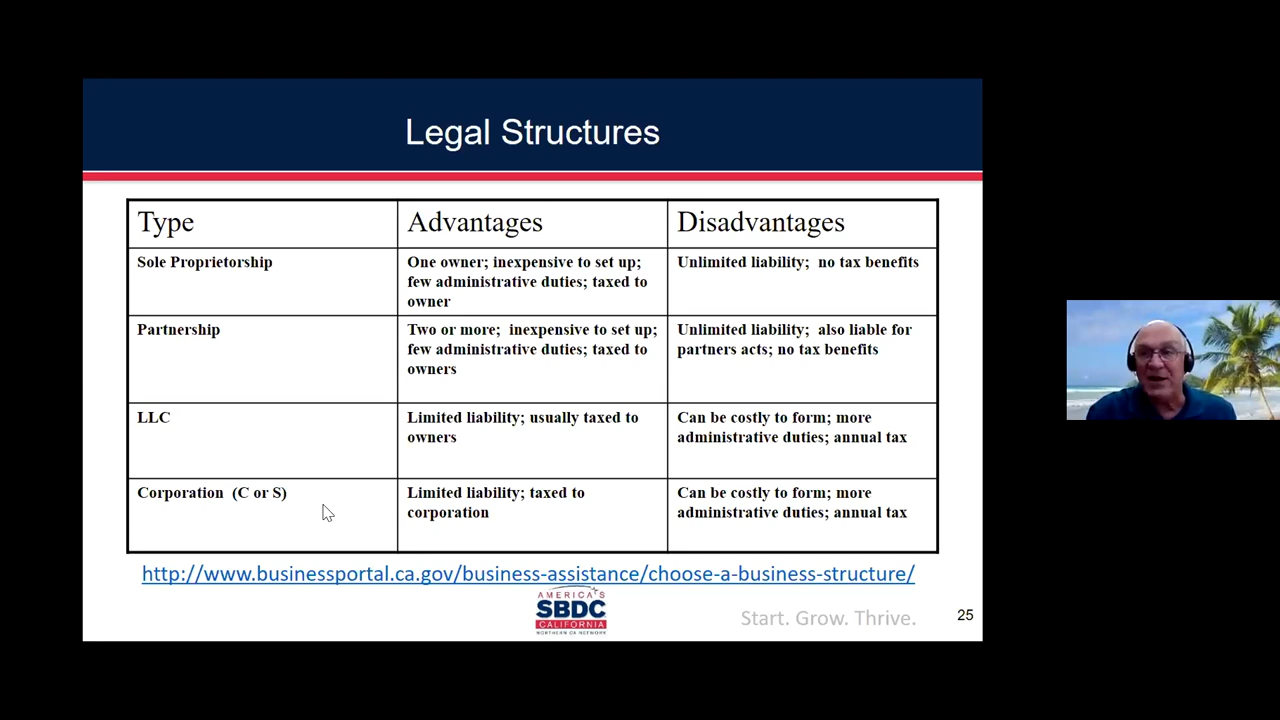 Legal Structures
Type
Advantages
Disadvantages
Sole Proprietorship
One owner; inexpensive to set up;
few administrative duties; taxed to
owner
Unlimited liability;  no tax benefits
Partnership
Two or more;  inexpensive to set up;
few administrative duties; taxed to
owners
Unlimited liability;  also liable for
partners acts; no tax benefits
LLC
Limited liability; usually taxed to
owners
Can be costly to form; more
administrative duties; annual tax
Corporation  (C or S)
Limited liability; taxed to
corporation
Can be costly to form; more
administrative duties; annual tax
http://www.businessportal.ca.gov/business-assistance/choose-a-business-structure/
AMERICA'S
SBDC
CALIFORNIA
NORTHERN CA NETWORK
Start. Grow. Thrive.
25